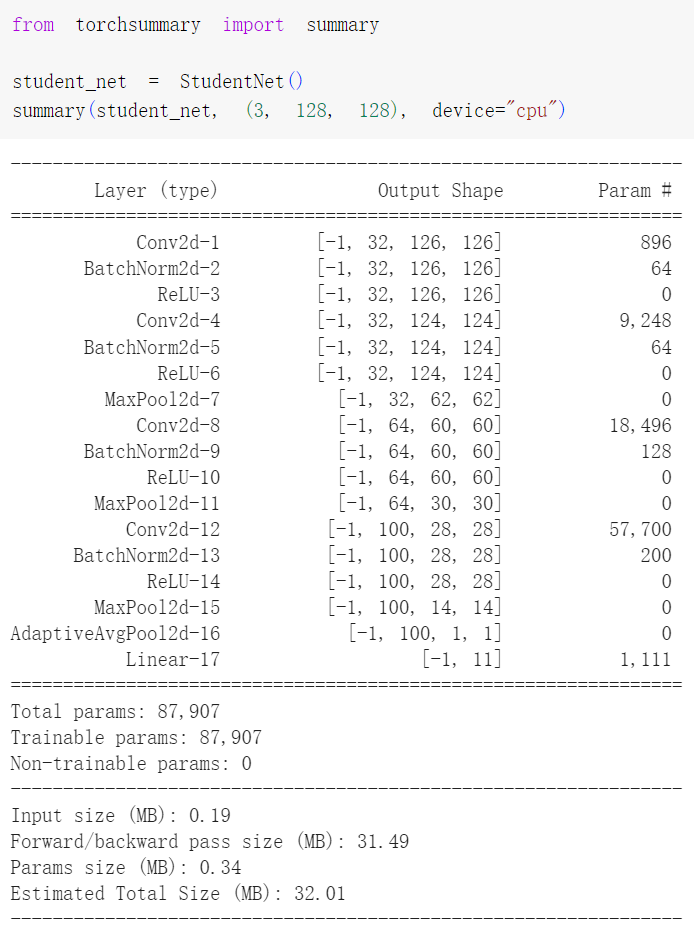 from torchsummary import summary
student_net = StudentNet()
summary(student_net, (3, 128, 128), device="cpu")
----------------------------------------------------------------
Layer (type) Output Shape Param #
================================================================
Conv2d-1 [-1, 32, 126, 126] 896
BatchNorm2d-2 [-1, 32, 126, 126] 64
ReLU-3 [-1, 32, 126, 126] 0
Conv2d-4 [-1, 32, 124, 124] 9,248
BatchNorm2d-5 [-1, 32, 124, 124] 64
ReLU-6 [-1, 32, 124, 124] 0
MaxPool2d-7 [-1, 32, 62, 62] 0
Conv2d-8 [-1, 64, 60, 60] 18,496
BatchNorm2d-9 [-1, 64, 60, 60] 128
ReLU-10 [-1, 64, 60, 60] 0
MaxPool2d-11 [-1, 64, 30, 30] 0
Conv2d-12 [-1, 100, 28, 28] 57,700
BatchNorm2d-13 [-1, 100, 28, 28] 200
ReLU-14 [-1, 100, 28, 28] 0
MaxPool2d-15 [-1, 100, 14, 14] 0
AdaptiveAvgPool2d-16 [-1, 100, 1, 1] 0
Linear-17 [-1, 11] 1,111
================================================================
Total params: 87,907
Trainable params: 87,907
Non-trainable params: 0
----------------------------------------------------------------
Input size (MB): 0.19
Forward/backward pass size (MB): 31.49
Params size (MB): 0.34
Estimated Total Size (MB): 32.01
----------------------------------------------------------------